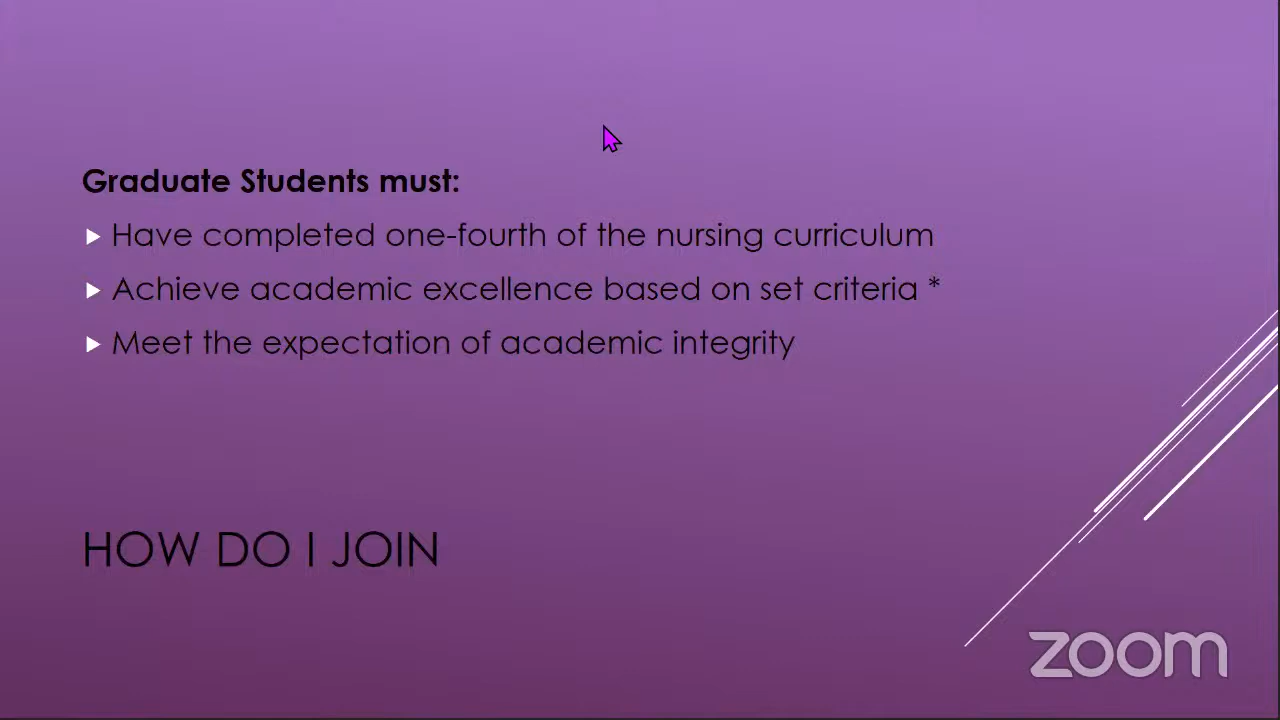 Graduate Students must:
Have completed one-fourth of the nursing curriculum
Achieve academic excellence based on set criteria *
Meet the expectation of academic integrity
HOW DO I JOIN
zoom